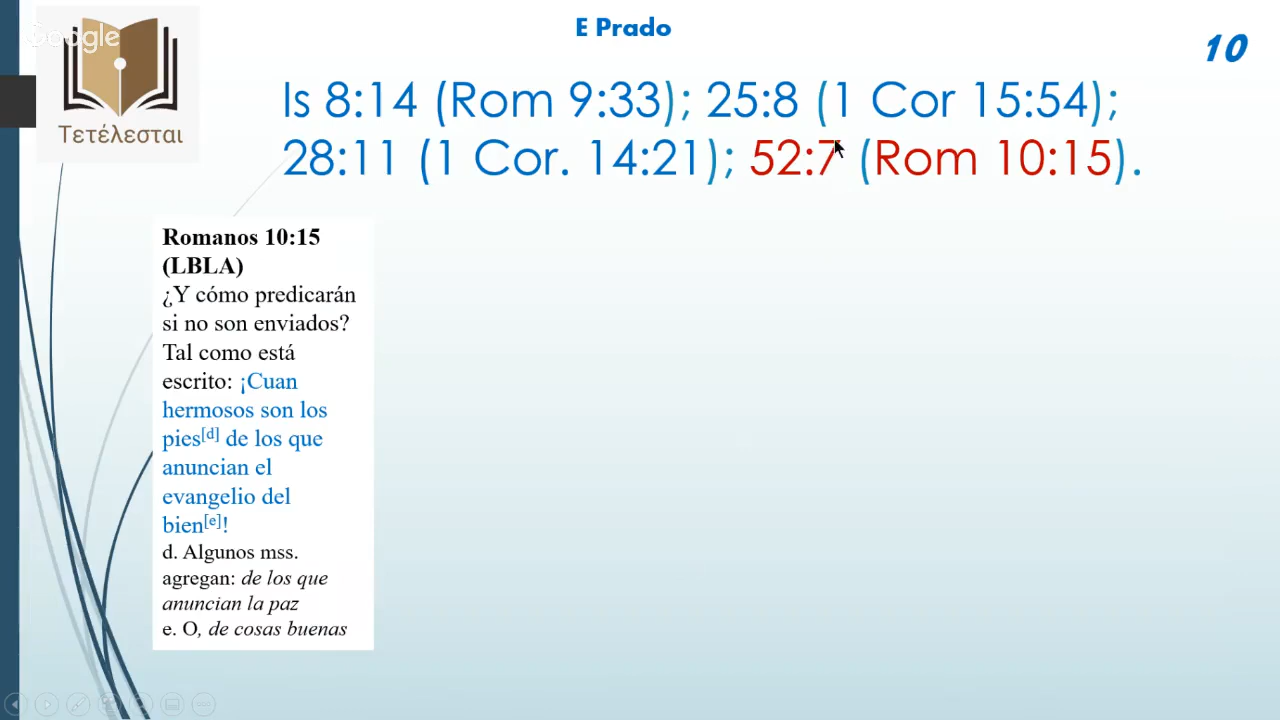 Google
Τετέλεσται
E Prado
10
Is 8:14 (Rom 9:33); 25:8 (1 Cor 15:54);
28:11 (1 Cor. 14:21); 52:7 (Rom 10:15).
Romanos 10:15
(LBLA)
¿Y cómo predicarán
si no son enviados?
Tal como está
escrito: ¡Cuan
hermosos son los
pies[d] de los que
anuncian el
evangelio del
bien[e]!
d. Algunos mss.
agregan: de los que
anuncian la paz
e. O, de cosas buenas